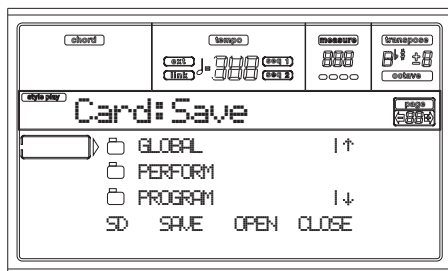 chord tempo measure transpose
ext seq 1
link seq 2
octave
style play page
Card:Save
GLOBAL
PERFORM
PROGRAM
SD SAVE OPEN CLOSE